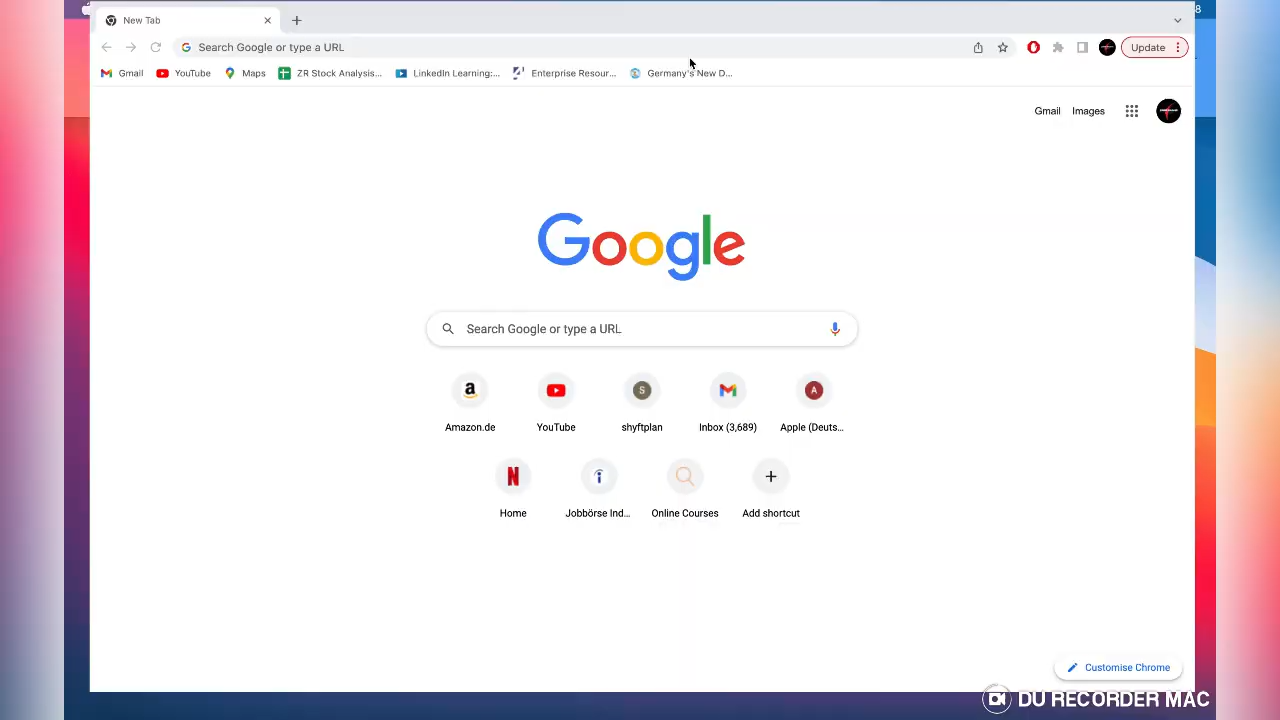 New Tab
8
Search Google or type a URL
Update
Gmail YouTube Maps ZR Stock Analysis... LinkedIn Learning:... Enterprise Resour... Germany's New D...
Gmail Images
Google
Search Google or type a URL
a S A
Amazon.de YouTube shyftplan Inbox (3,689) Apple (Deuts...
N i
Home Jobbörse Ind... Online Courses Add shortcut
Customise Chrome
DU RECORDER MAC